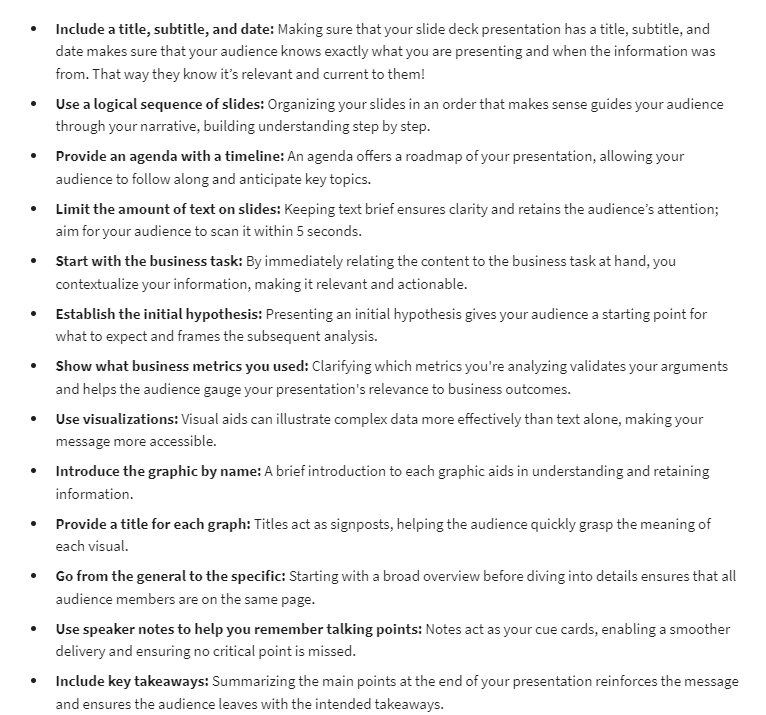 • Include a title, subtitle, and date: Making sure that your slide deck presentation has a title, subtitle, and
date makes sure that your audience knows exactly what you are presenting and when the information was
from. That way they know it’s relevant and current to them!
• Use a logical sequence of slides: Organizing your slides in an order that makes sense guides your audience
through your narrative, building understanding step by step.
• Provide an agenda with a timeline: An agenda offers a roadmap of your presentation, allowing your
audience to follow along and anticipate key topics.
• Limit the amount of text on slides: Keeping text brief ensures clarity and retains the audience’s attention;
aim for your audience to scan it within 5 seconds.
• Start with the business task: By immediately relating the content to the business task at hand, you
contextualize your information, making it relevant and actionable.
• Establish the initial hypothesis: Presenting an initial hypothesis gives your audience a starting point for
what to expect and frames the subsequent analysis.
• Show what business metrics you used: Clarifying which metrics you're analyzing validates your arguments
and helps the audience gauge your presentation's relevance to business outcomes.
• Use visualizations: Visual aids can illustrate complex data more effectively than text alone, making your
message more accessible.
• Introduce the graphic by name: A brief introduction to each graphic aids in understanding and retaining
information.
• Provide a title for each graph: Titles act as signposts, helping the audience quickly grasp the meaning of
each visual.
• Go from the general to the specific: Starting with a broad overview before diving into details ensures that all
audience members are on the same page.
• Use speaker notes to help you remember talking points: Notes act as your cue cards, enabling a smoother
delivery and ensuring no critical point is missed.
• Include key takeaways: Summarizing the main points at the end of your presentation reinforces the message
and ensures the audience leaves with the intended takeaways.